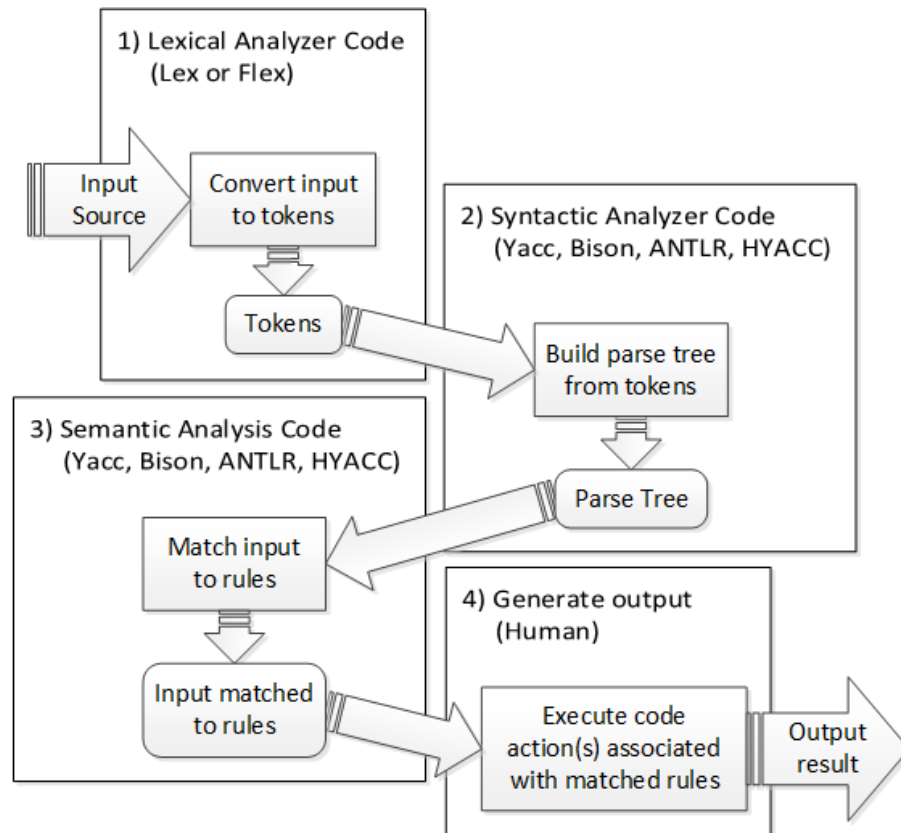 1) Lexical Analyzer Code
(Lex or Flex)
Input
Source
Convert input
to tokens
Tokens
2) Syntactic Analyzer Code
(Yacc, Bison, ANTLR, HYACC)
Build parse tree
from tokens
Parse Tree
3) Semantic Analysis Code
(Yacc, Bison, ANTLR, HYACC)
Match input
to rules
Input matched
to rules
4) Generate output
(Human)
Execute code
action(s) associated
with matched rules
Output
result